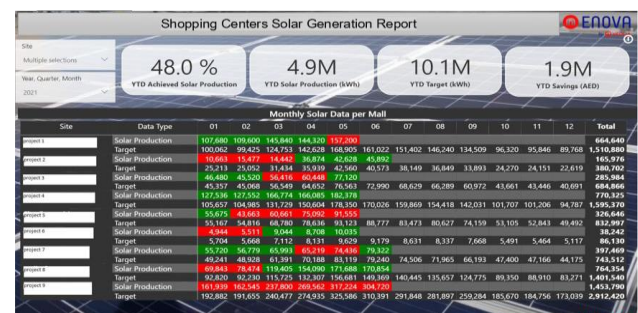 Shopping Centers Solar Generation Report
ENOVA
Site
Multiple selections
Year, Quarter, Month
2021
48.0 %
YTD Achieved Solar Production
4.9M
YTD Solar Production (kWh)
10.1M
YTD Target (kWh)
1.9M
YTD Savings (AED)
Monthly Solar Data per Mall
Site Data Type 01 02 03 04 05 06 07 08 09 10 11 12 Total
project 1 Solar Production 107,680 109,600 145,840 144,320 157,200 664,640
Target 100,062 99,425 124,753 142,628 168,905 161,022 151,402 146,240 134,509 96,320 95,846 89,768 1,510,880
project 2 Solar Production 10,663 15,477 14,442 36,874 42,628 45,892 165,976
Target 25,213 25,052 31,434 35,939 42,560 40,573 38,149 36,849 33,893 24,270 24,151 22,619 380,702
project 3 Solar Production 46,480 45,520 56,416 60,448 77,120 285,984
Target 45,357 45,068 56,549 64,652 76,563 72,990 68,629 66,289 60,972 43,661 43,446 40,691 684,866
project 4 Solar Production 127,536 127,552 166,774 166,085 182,378 770,325
Target 105,657 104,985 131,729 150,604 178,350 170,026 159,869 154,418 142,031 101,707 101,206 94,787 1,595,370
project 5 Solar Production 55,675 43,663 60,661 75,092 91,555 326,646
Target 55,167 54,816 68,780 78,636 93,123 88,777 83,473 80,627 74,159 53,105 52,843 49,492 832,997
project 6 Solar Production 4,944 5,511 9,044 8,708 10,035 38,242
Target 5,704 5,668 7,112 8,131 9,629 9,179 8,631 8,337 7,668 5,491 5,464 5,117 86,130
project 7 Solar Production 55,720 56,779 65,993 65,219 74,436 79,322 397,469
Target 49,241 48,928 61,391 70,188 83,119 79,240 74,506 71,965 66,193 47,400 47,166 44,175 743,512
project 8 Solar Production 69,843 78,474 119,405 154,090 171,688 170,854 764,354
Target 92,820 92,230 115,725 132,307 156,681 149,369 140,445 135,657 124,775 89,350 88,910 83,271 1,401,540
project 9 Solar Production 161,939 162,545 237,800 269,562 317,224 304,720 1,453,790
Target 192,882 191,655 240,477 274,935 325,586 310,391 291,848 281,897 259,284 185,670 184,756 173,039 2,912,420